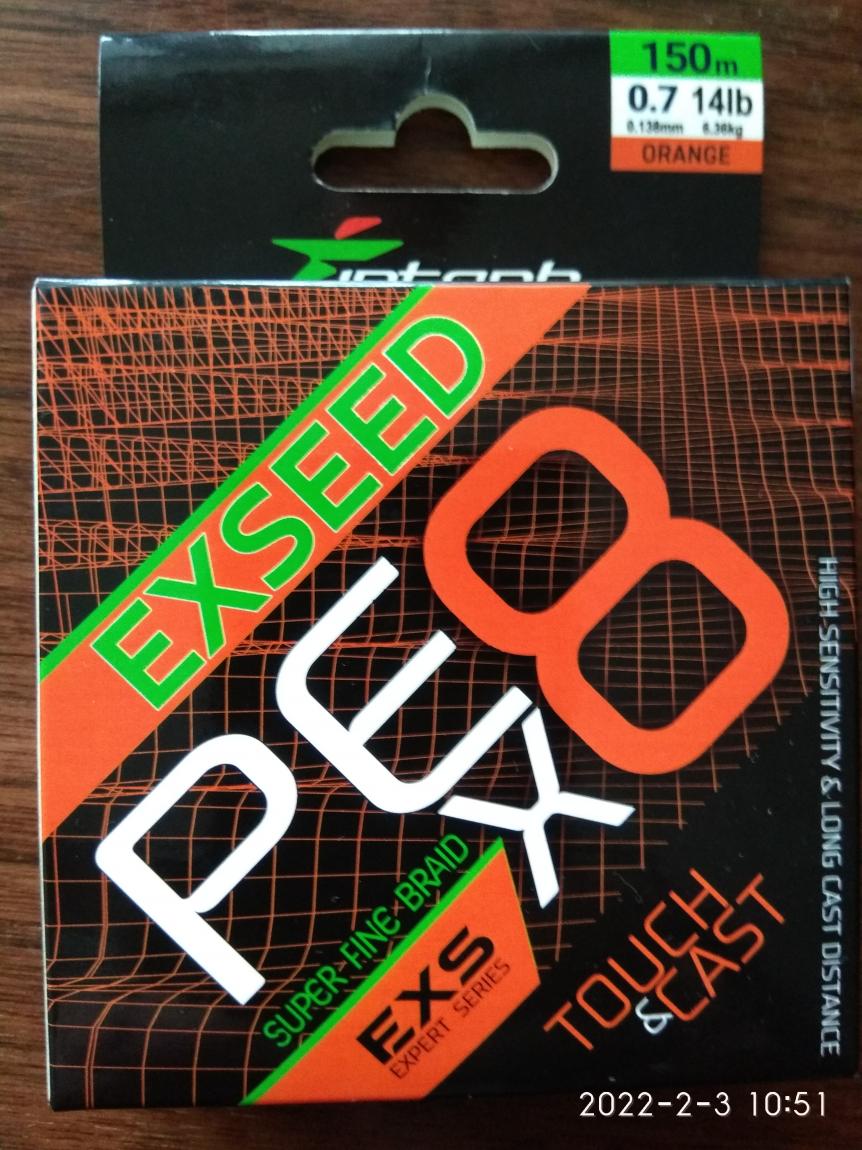 150m
0.7 14lb
0.138mm 6.36kg
ORANGE
EXSEED
PE X8
SUPER FINE BRAID
EXS
EXPERT SERIES
TOUCH
& CAST
HIGH SENSITIVITY & LONG CAST DISTANCE
2022-2-3 10:51